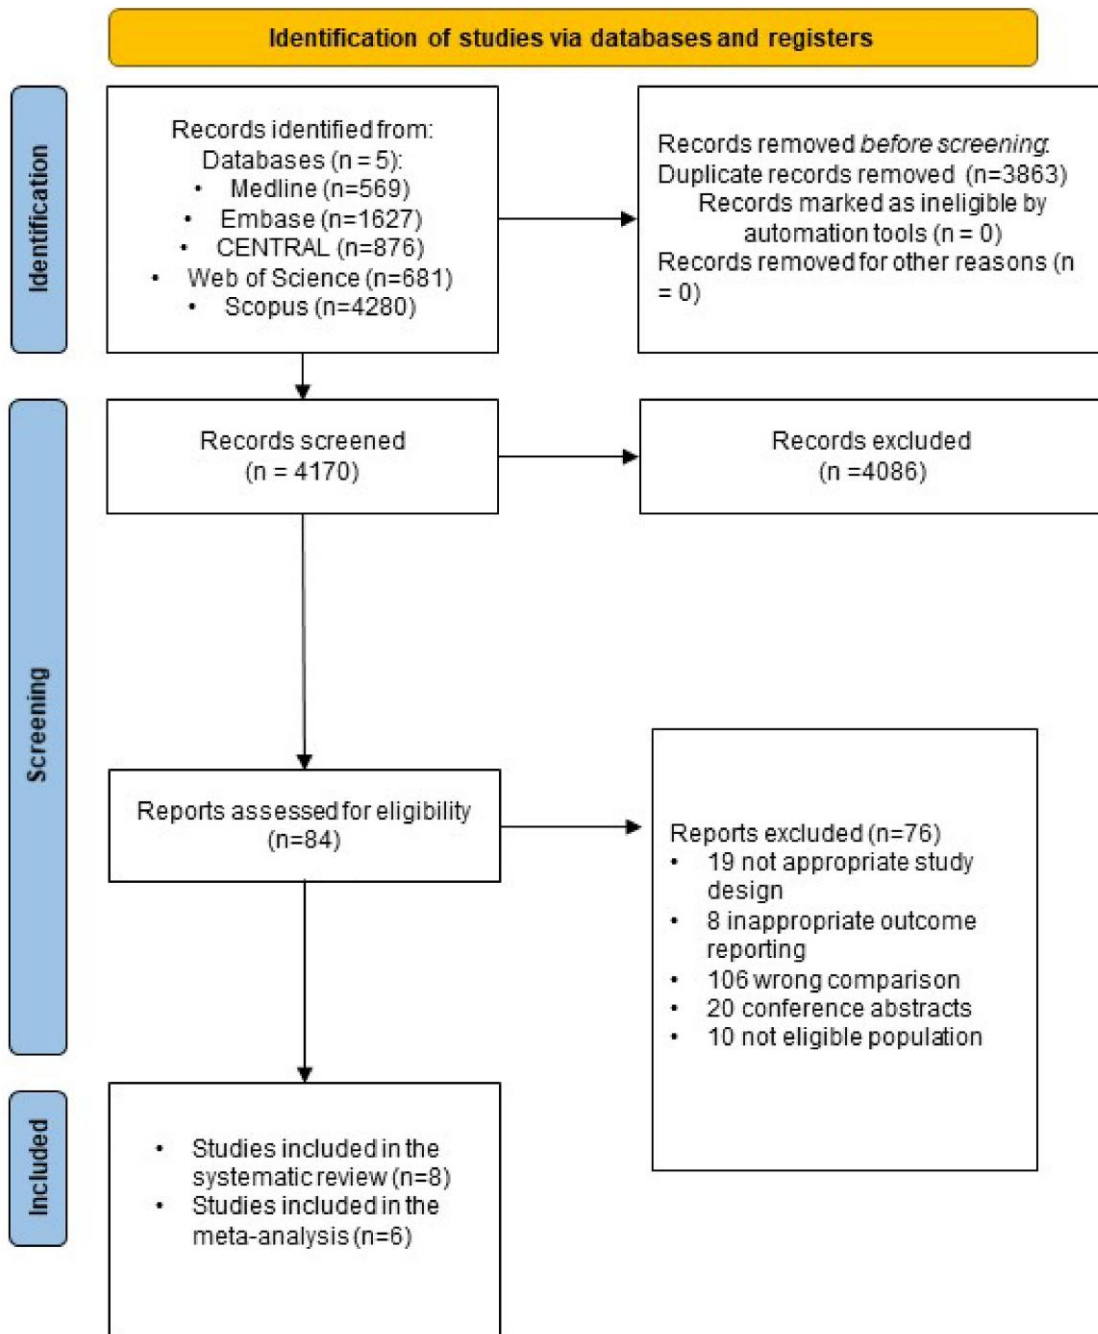 Identification of studies via databases and registers
Identification
Records identified from:
Databases (n = 5):
• Medline (n=569)
• Embase (n=1627)
• CENTRAL (n=876)
• Web of Science (n=681)
• Scopus (n=4280)
Records removed before screening:
Duplicate records removed (n=3863)
Records marked as ineligible by
automation tools (n = 0)
Records removed for other reasons (n
= 0)
Screening
Records screened
(n = 4170)
Records excluded
(n =4086)
Reports assessed for eligibility
(n=84)
Reports excluded (n=76)
• 19 not appropriate study
design
• 8 inappropriate outcome
reporting
• 106 wrong comparison
• 20 conference abstracts
• 10 not eligible population
Included
• Studies included in the
systematic review (n=8)
• Studies included in the
meta-analysis (n=6)